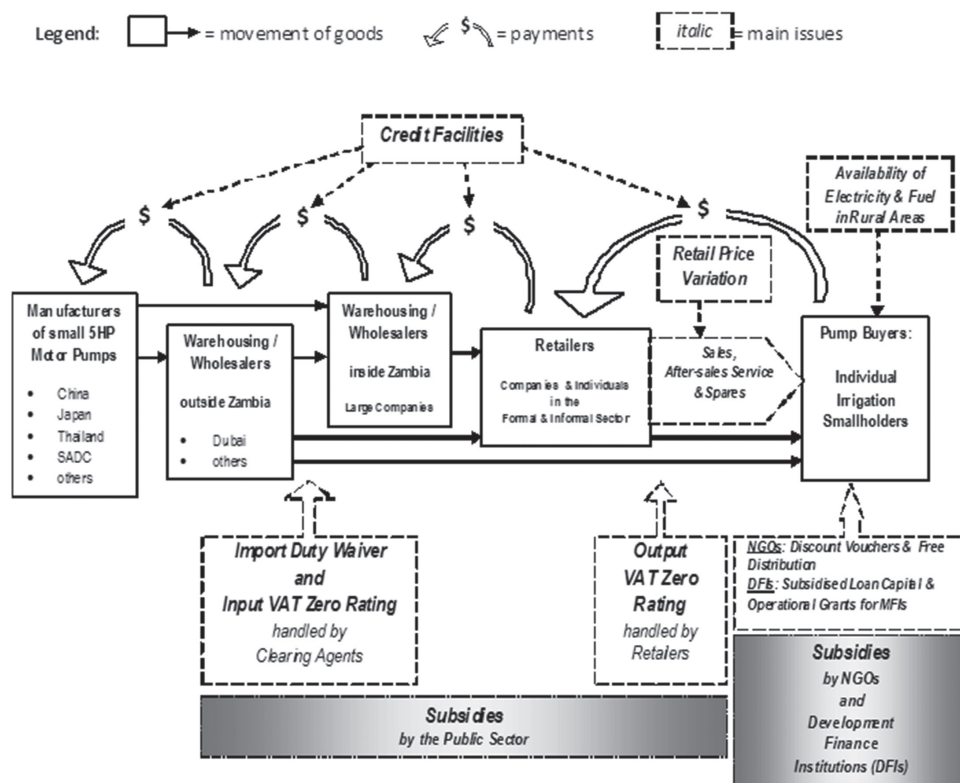 Legend: = movement of goods $ = payments italic = main issues
Credit Facilities
$ $ $ $
Availability of
Electricity & Fuel
in Rural Areas
Retail Price
Variation
Manufacturers
of small 5HP
Motor Pumps
• China
• Japan
• Thailand
• SADC
• others
Warehousing /
Wholesalers
outside Zambia
• Dubai
• others
Warehousing /
Wholesalers
inside Zambia
Large Companies
Retailers
Companies & Individuals
in the
Formal & Informal Sector
Sales,
After-sales Service
& Spares
Pump Buyers:
Individual
Irrigation
Smallholders
Import Duty Waiver
and
Input VAT Zero Rating
handled by
Clearing Agents
Output
VAT Zero
Rating
handled by
Retailers
NGOs: Discount Vouchers & Free
Distribution
DFIs: Subsidised Loan Capital &
Operational Grants for MFIs
Subsidies
by the Public Sector
Subsidies
by NGOs
and
Development
Finance
Institutions (DFIs)